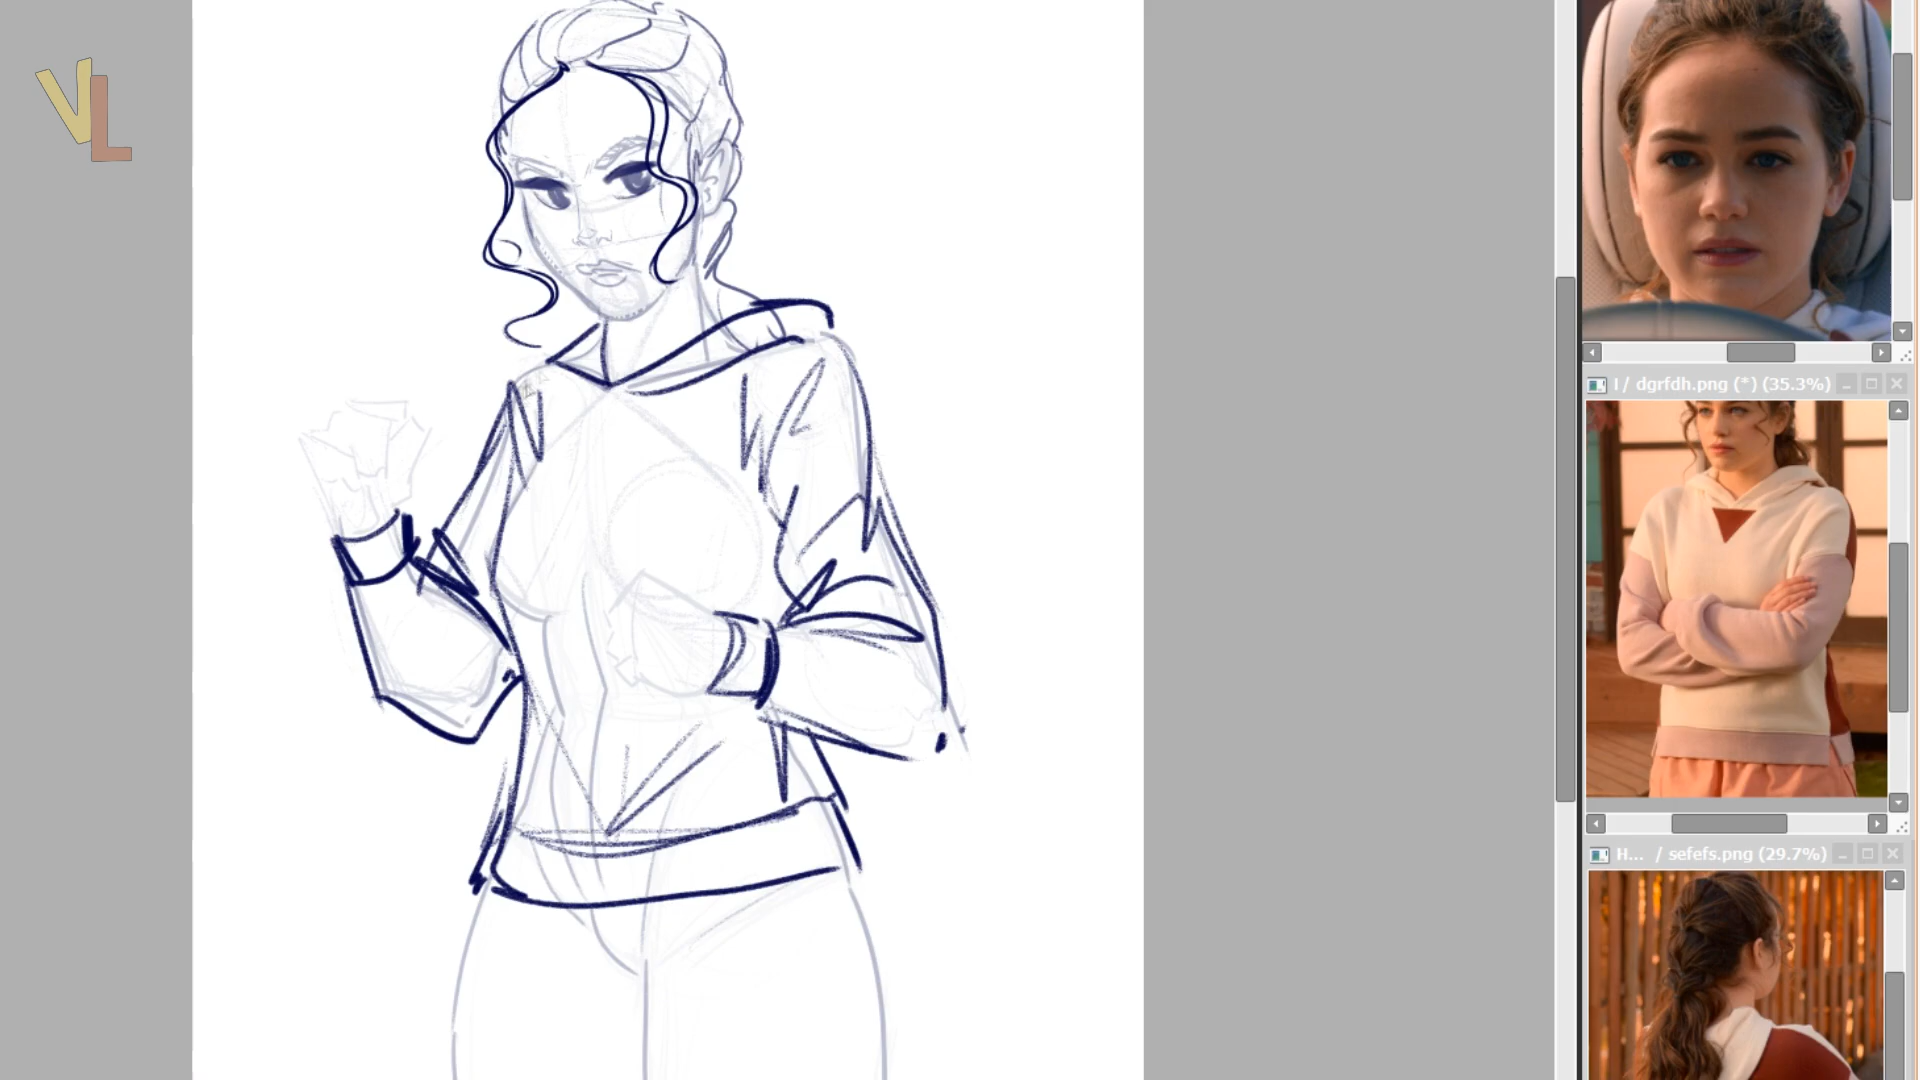 VL
I / dgrfdh.png (*) (35.3%)
H... / sefefs.png (29.7%)